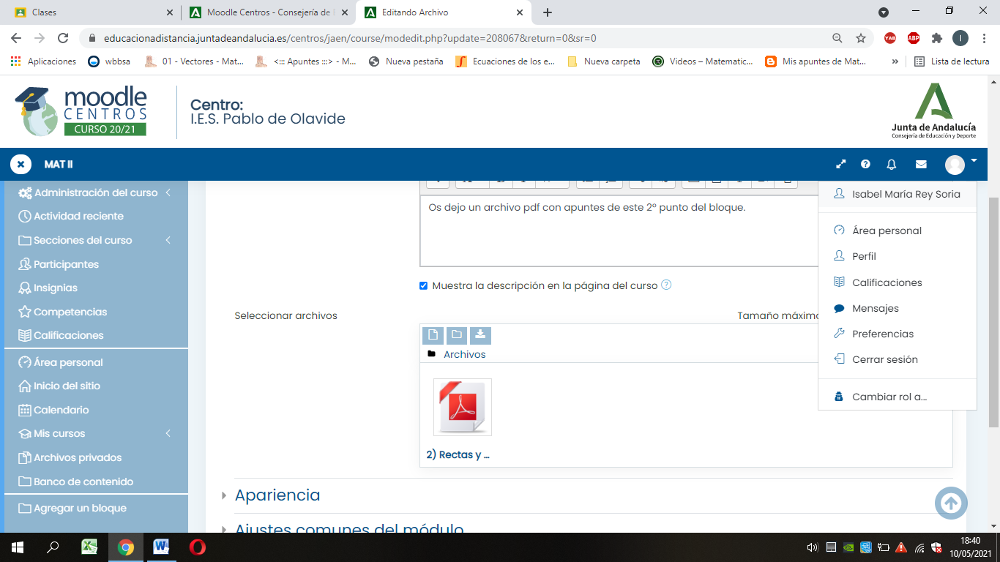 Clases
Moodle Centros - Consejería de E
Editando Archivo
educacionadistancia.juntadeandalucia.es/centros/jaen/course/modedit.php?update=208067&return=0&sr=0
YAB
ABP
I
Aplicaciones
wbbsa
01 - Vectores - Mat...
<::: Apuntes :::> - M...
Nueva pestaña
Ecuaciones de los e...
Nueva carpeta
Videos – Matematic...
Mis apuntes de Mat...
»
Lista de lectura
moodle
CENTROS
CURSO 20/21
Centro:
I.E.S. Pablo de Olavide
Junta de Andalucía
Consejería de Educación y Deporte
MAT II
Administración del curso
Actividad reciente
Secciones del curso
Participantes
Insignias
Competencias
Calificaciones
Área personal
Inicio del sitio
Calendario
Mis cursos
Archivos privados
Banco de contenido
Agregar un bloque
Os dejo un archivo pdf con apuntes de este 2º punto del bloque.
Muestra la descripción en la página del curso
Seleccionar archivos
Tamaño máximo
Archivos
2) Rectas y ...
Apariencia
Ajustes comunes del módulo
Isabel María Rey Soria
Área personal
Perfil
Calificaciones
Mensajes
Preferencias
Cerrar sesión
Cambiar rol a...
18:40
10/05/2021